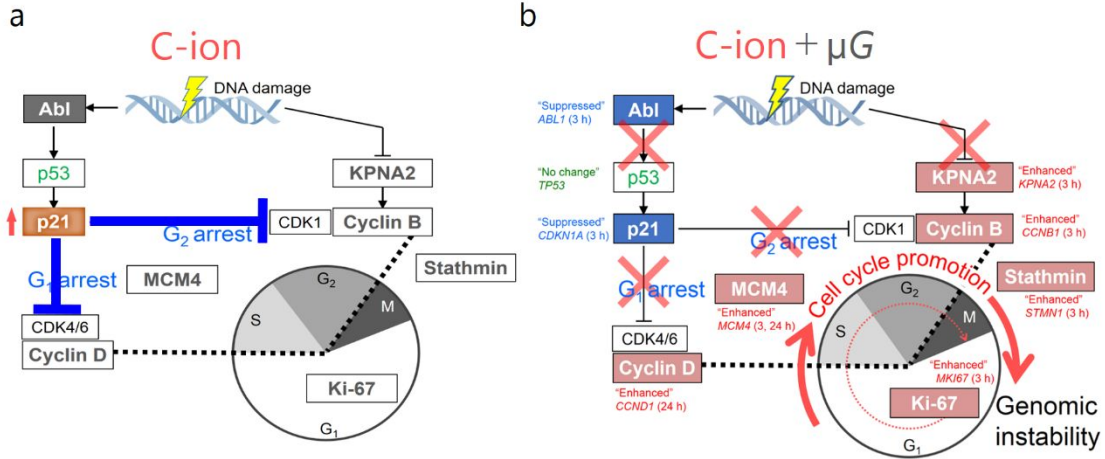 a
C-ion
DNA damage
Abl
p53
KPNA2
p21
CDK1
Cyclin B
G2 arrest
G1 arrest
MCM4
Stathmin
G2
S
M
CDK4/6
Cyclin D
Ki-67
G1
b
C-ion + μG
DNA damage
"Suppressed"
ABL1 (3 h)
Abl
"No change"
TP53
p53
KPNA2
"Enhanced"
KPNA2 (3 h)
"Suppressed"
CDKN1A (3 h)
p21
CDK1
Cyclin B
"Enhanced"
CCNB1 (3 h)
G2 arrest
G1 arrest
Cell cycle promotion
MCM4
"Enhanced"
MCM4 (3, 24 h)
Stathmin
"Enhanced"
STMN1 (3 h)
G2
S
M
CDK4/6
Cyclin D
"Enhanced"
CCND1 (24 h)
"Enhanced"
MKI67 (3 h)
Ki-67
G1
Genomic
instability